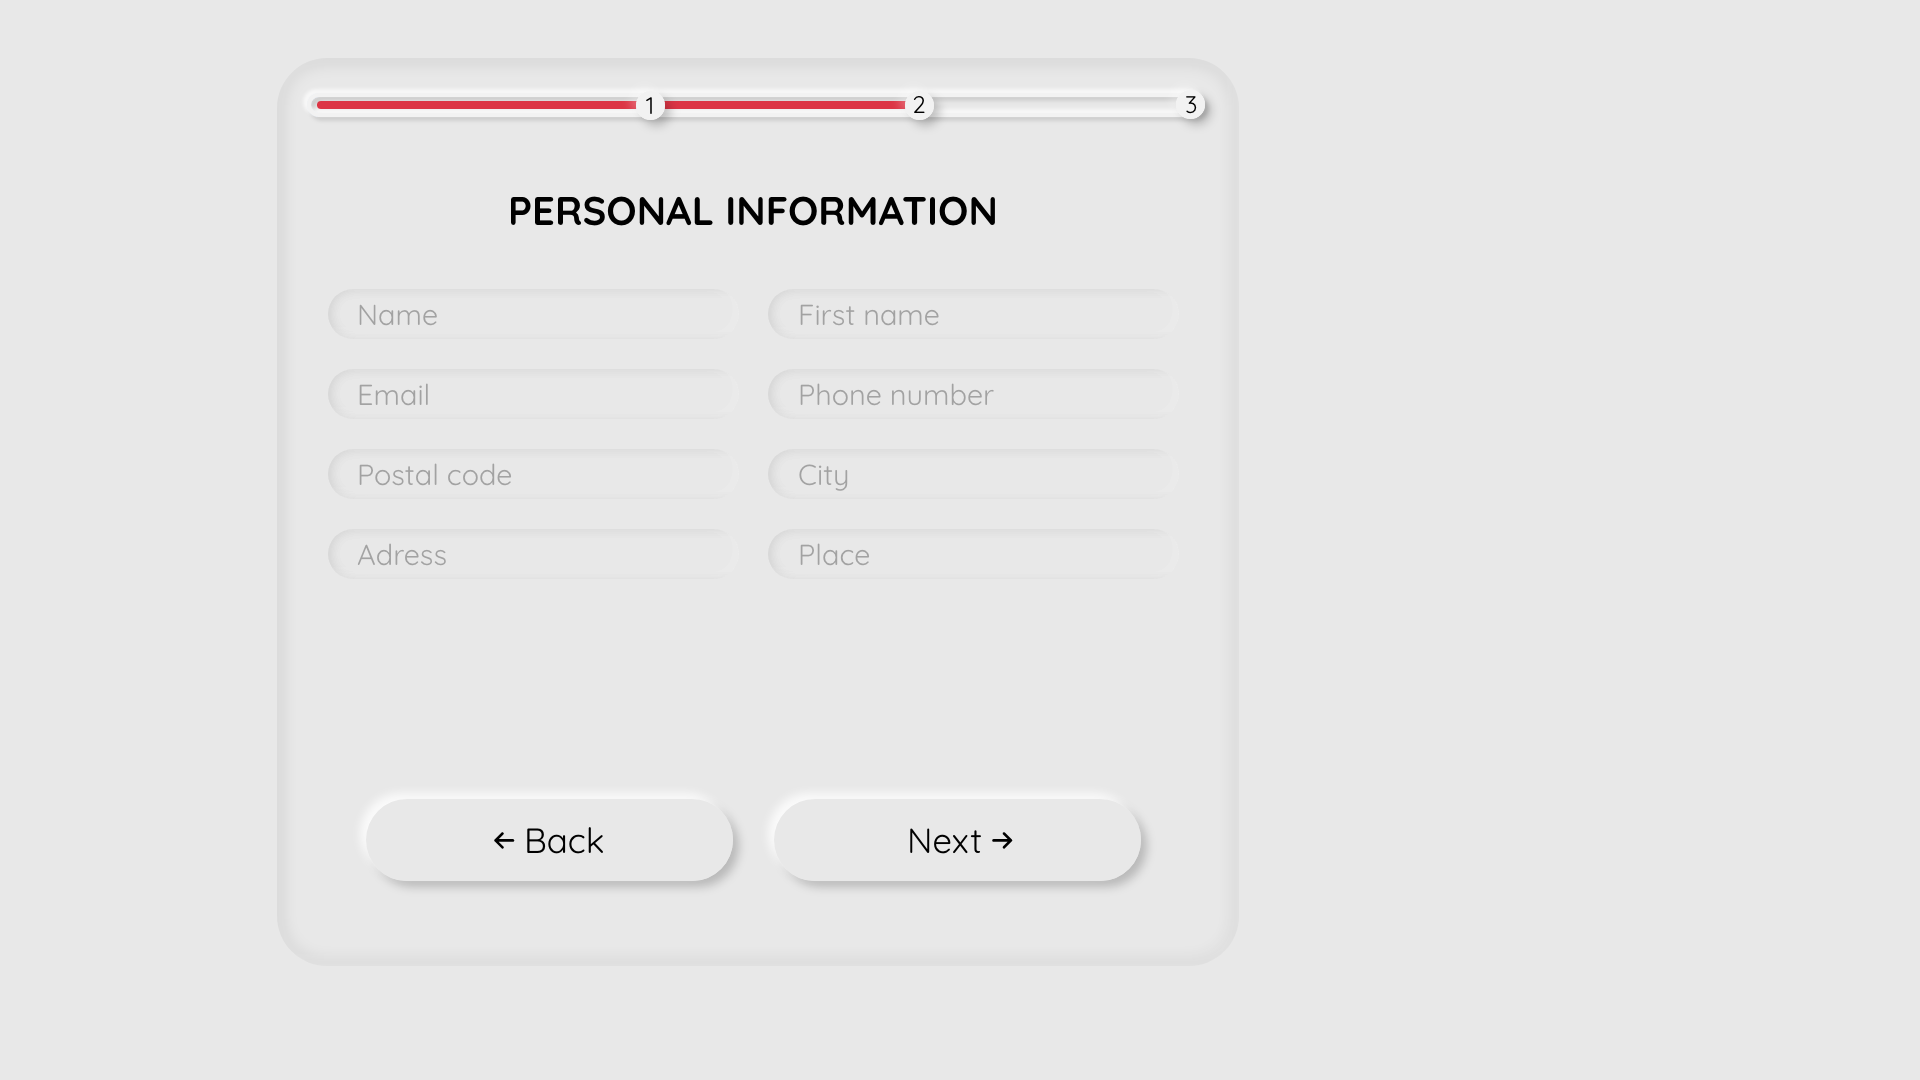 1 2 3
PERSONAL INFORMATION
Name First name
Email Phone number
Postal code City
Adress Place
← Back Next →